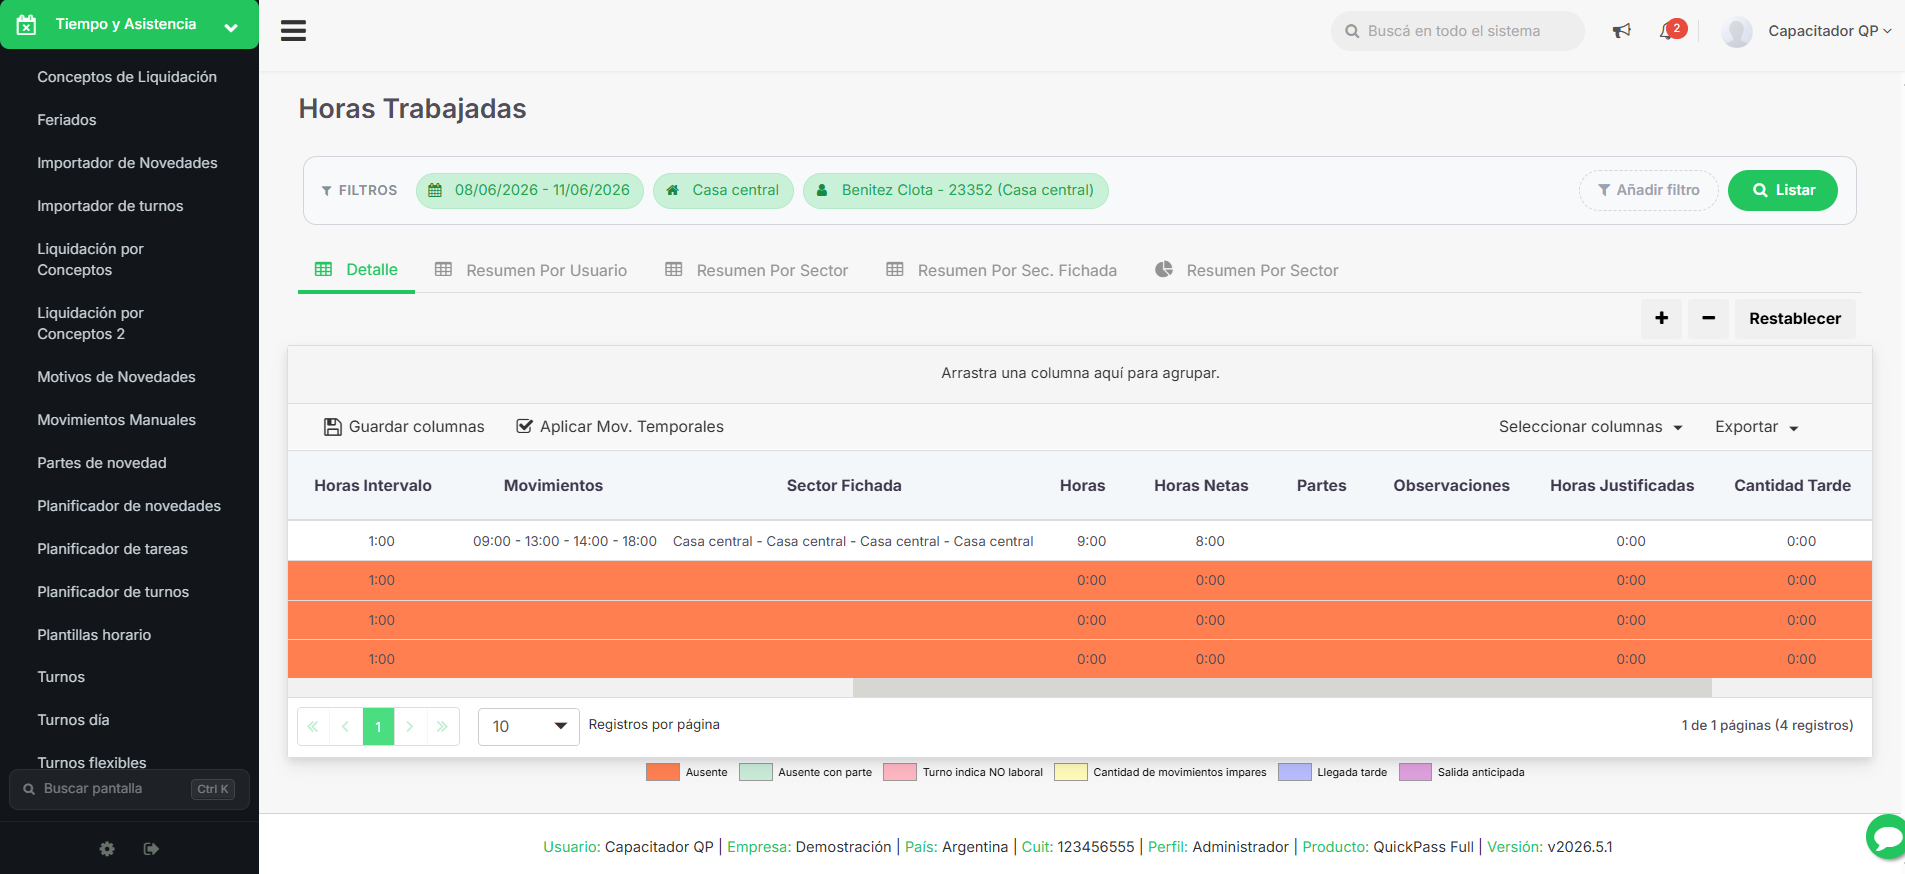 Tiempo y Asistencia
Conceptos de Liquidación
Feriados
Importador de Novedades
Importador de turnos
Liquidación por
Conceptos
Liquidación por
Conceptos 2
Motivos de Novedades
Movimientos Manuales
Partes de novedad
Planificador de novedades
Planificador de tareas
Planificador de turnos
Plantillas horario
Turnos
Turnos día
Turnos flexibles
Buscar pantalla Ctrl K
Buscá en todo el sistema 2 Capacitador QP
Horas Trabajadas
FILTROS 08/06/2026 - 11/06/2026 Casa central Benitez Clota - 23352 (Casa central) Añadir filtro Listar
Detalle Resumen Por Usuario Resumen Por Sector Resumen Por Sec. Fichada Resumen Por Sector
+ − Restablecer
Arrastra una columna aquí para agrupar.
Guardar columnas Aplicar Mov. Temporales Seleccionar columnas Exportar
Horas Intervalo Movimientos Sector Fichada Horas Horas Netas Partes Observaciones Horas Justificadas Cantidad Tarde
1:00 09:00 - 13:00 - 14:00 - 18:00 Casa central - Casa central - Casa central - Casa central 9:00 8:00 0:00 0:00
1:00 0:00 0:00 0:00 0:00
1:00 0:00 0:00 0:00 0:00
1:00 0:00 0:00 0:00 0:00
« ‹ 1 › » 10 Registros por página 1 de 1 páginas (4 registros)
Ausente Ausente con parte Turno indica NO laboral Cantidad de movimientos impares Llegada tarde Salida anticipada
Usuario: Capacitador QP | Empresa: Demostración | País: Argentina | Cuit: 123456555 | Perfil: Administrador | Producto: QuickPass Full | Versión: v2026.5.1